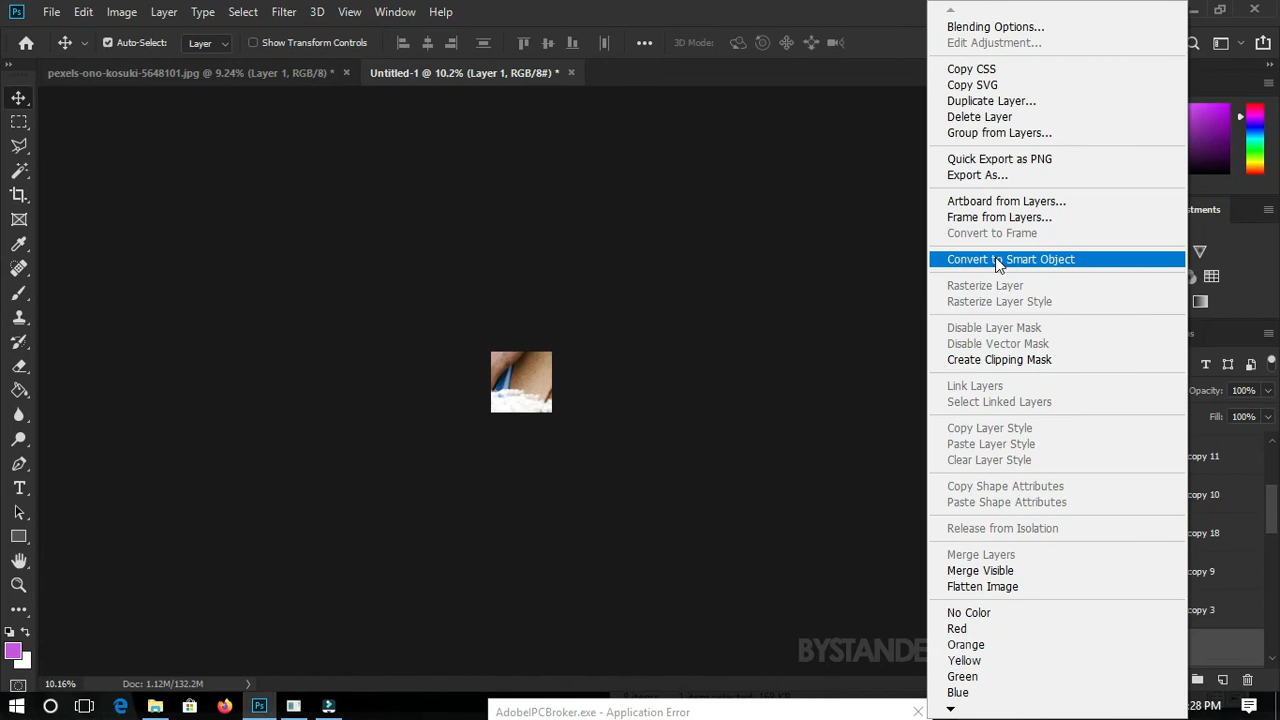 Ps File Edit Image Layer Type Select Filter 3D View Window Help
Auto-Select: Layer Show Transform Controls 3D Mode:
pexels-ono-kosuki-5648101.jpg @ 9.24% (Layer 1, RGB/8) * × Untitled-1 @ 10.2% (Layer 1, RGB/8#) * ×
Blending Options...
Edit Adjustment...
Copy CSS
Copy SVG
Duplicate Layer...
Delete Layer
Group from Layers...
Quick Export as PNG
Export As...
Artboard from Layers...
Frame from Layers...
Convert to Frame
Convert to Smart Object
Rasterize Layer
Rasterize Layer Style
Disable Layer Mask
Disable Vector Mask
Create Clipping Mask
Link Layers
Select Linked Layers
Copy Layer Style
Paste Layer Style
Clear Layer Style
Copy Shape Attributes
Paste Shape Attributes
Release from Isolation
Merge Layers
Merge Visible
Flatten Image
No Color
Red
Orange
Yellow
Green
Blue
stments
Opacity: 100%
Fill: 100%
copy 11
copy 10
copy 18
copy 9
copy 3
BYSTANDE
10.16% Doc: 1.12M/132.2M
AdobeIPCBroker.exe - Application Error
Ps
:28 PM